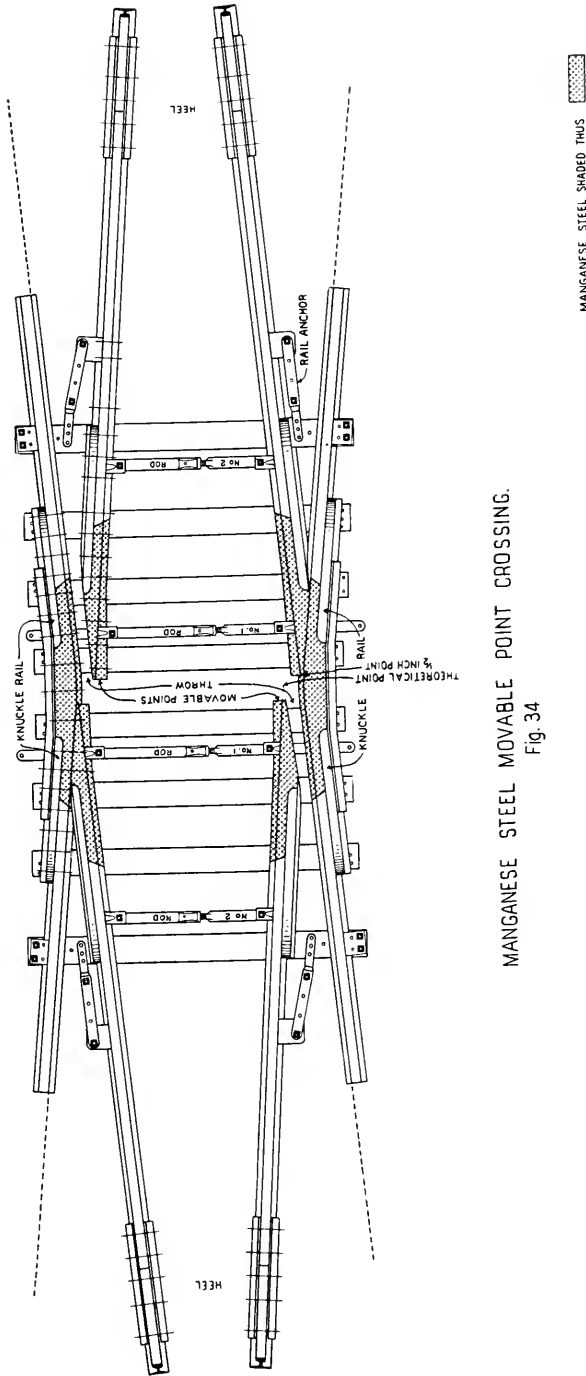 HEEL
RAIL ANCHOR
No 2 ROD
KNUCKLE RAIL
No. 1 ROD
RAIL
½ INCH POINT
THEORETICAL POINT
THROW
MOVABLE POINTS
No. 1 ROD
KNUCKLE
No 2 ROD
HEEL
MANGANESE STEEL MOVABLE POINT CROSSING.
Fig. 34
MANGANESE STEEL SHADED THUS